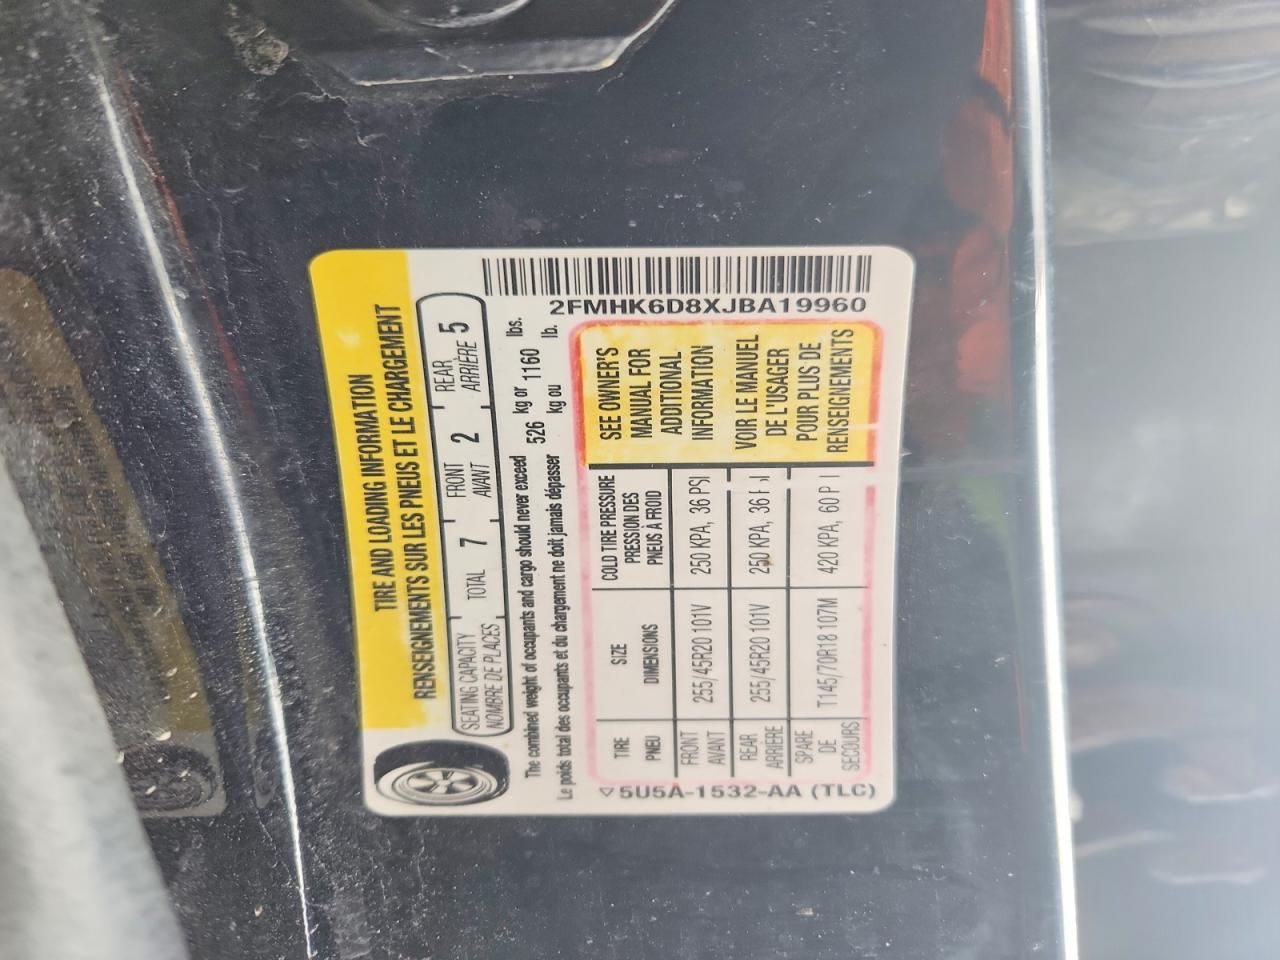 TIRE AND LOADING INFORMATION
RENSEIGNEMENTS SUR LES PNEUS ET LE CHARGEMENT
SEATING CAPACITY
NOMBRE DE PLACES
TOTAL 7
FRONT
AVANT 2
REAR
ARRIÈRE 5
The combined weight of occupants and cargo should never exceed 526 kg or 1160 lbs.
Le poids total des occupants et du chargement ne doit jamais dépasser kg ou lb.
TIRE
PNEU
SIZE
DIMENSIONS
COLD TIRE PRESSURE
PRESSION DES
PNEUS À FROID
FRONT
AVANT
255/45R20 101V
250 KPA, 36 PSI
REAR
ARRIÈRE
255/45R20 101V
250 KPA, 36
SPARE
DE
SECOURS
T145/70R18 107M
420 KPA, 60 P I
SEE OWNER'S
MANUAL FOR
ADDITIONAL
INFORMATION
VOIR LE MANUEL
DE L'USAGER
POUR PLUS DE
RENSEIGNEMENTS
2FMHK6D8XJBA19960
5U5A-1532-AA (TLC)